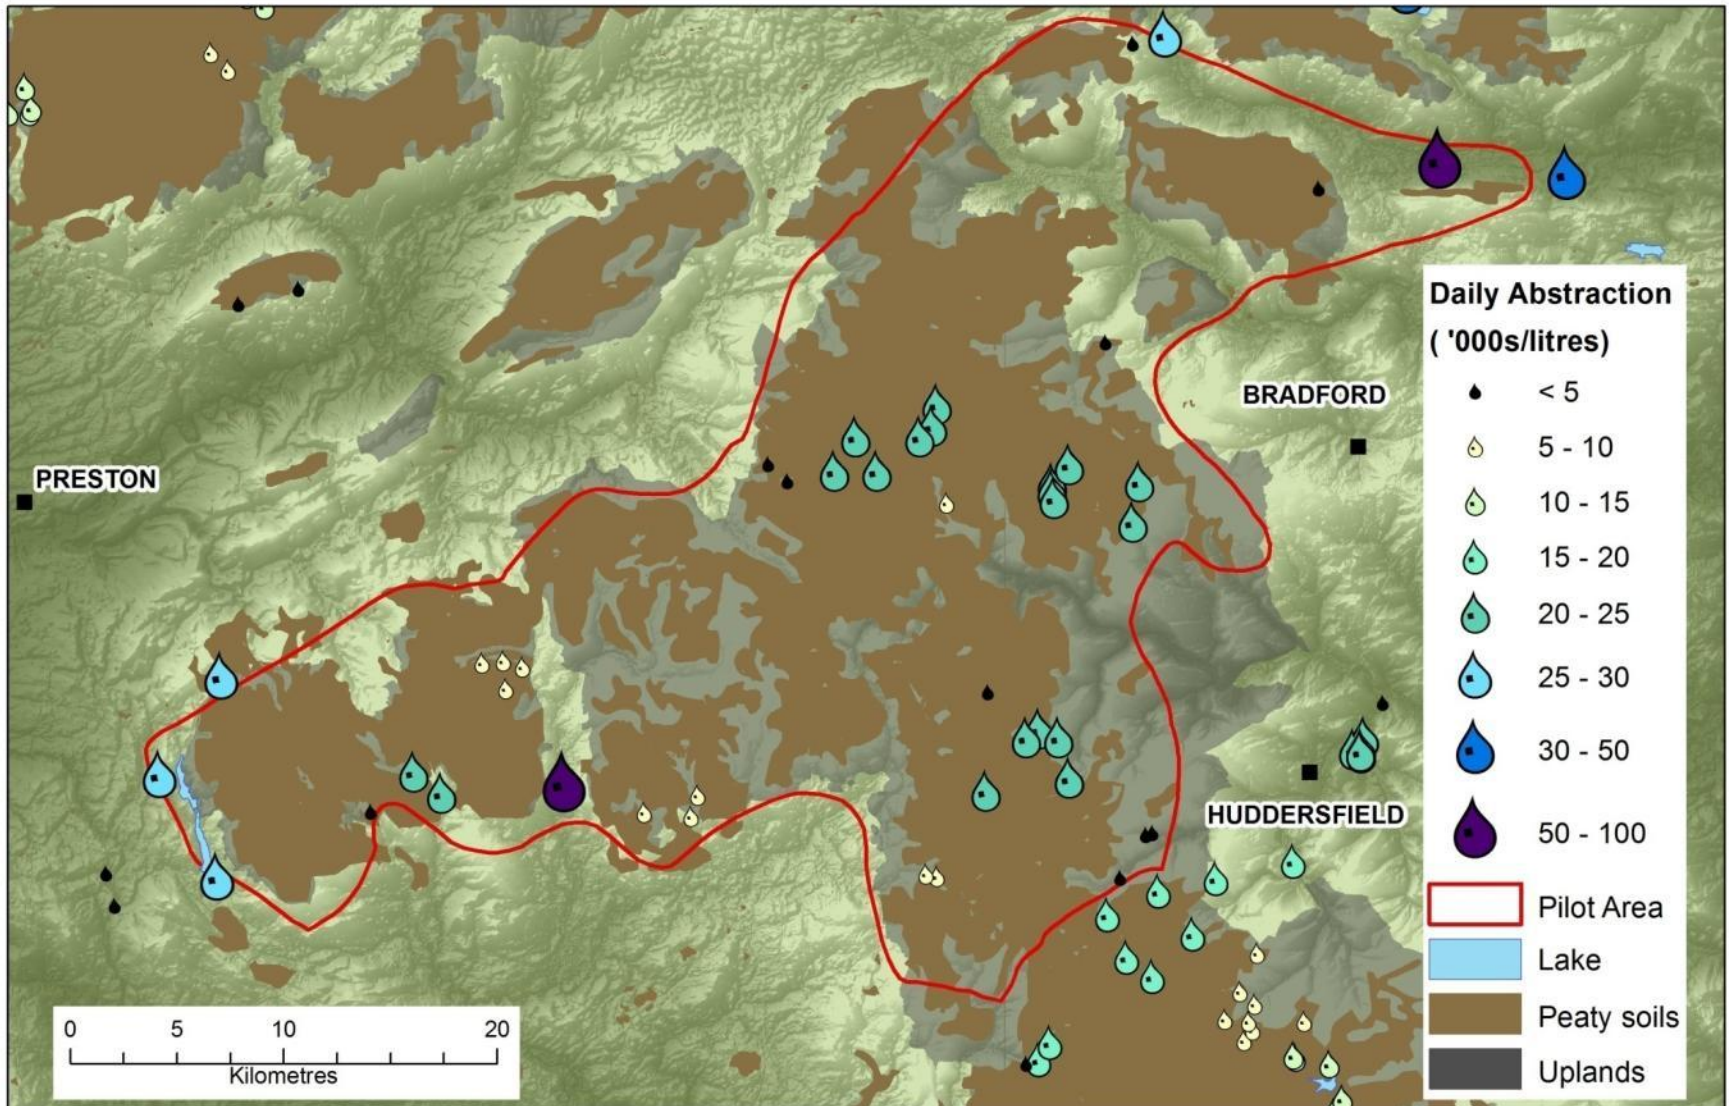 PRESTON
BRADFORD
HUDDERSFIELD
Daily Abstraction
( '000s/litres)
< 5
5 - 10
10 - 15
15 - 20
20 - 25
25 - 30
30 - 50
50 - 100
Pilot Area
Lake
Peaty soils
Uplands
0 5 10 20
Kilometres